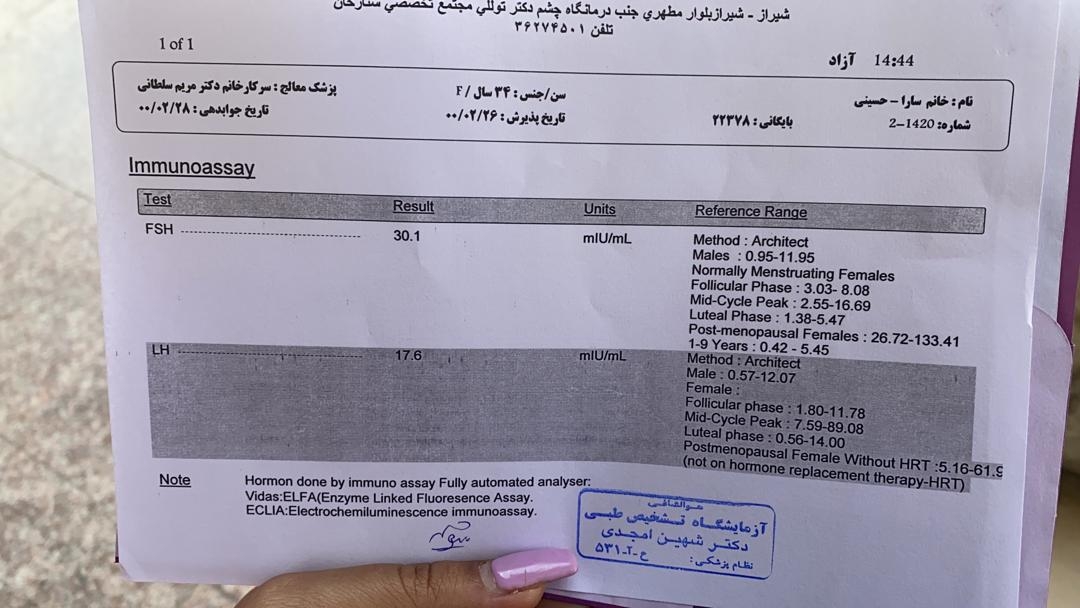 شیراز - شیرازبلوار مطهري جنب درمانگاه چشم دکتر توللي مجتمع تخصصي ستارخان
تلفن ۳۶۲۷۴۵۰۱
1 of 1
آزاد 14:44
نام : خانم سارا - حسینی
سن/جنس : ۳۴ سال / F
پزشک معالج : سرکارخانم دکتر مریم سلطانی
شماره: 1420-2
بایگانی : ۲۲۳۷۸
تاریخ پذیرش : ۰۰/۰۲/۲۶
تاریخ جوابدهی : ۰۰/۰۲/۲۸
Immunoassay
Test Result Units Reference Range
FSH 30.1 mIU/mL Method : Architect
Males : 0.95-11.95
Normally Menstruating Females
Follicular Phase : 3.03- 8.08
Mid-Cycle Peak : 2.55-16.69
Luteal Phase : 1.38-5.47
Post-menopausal Females : 26.72-133.41
1-9 Years : 0.42 - 5.45
LH 17.6 mIU/mL Method : Architect
Male : 0.57-12.07
Female :
Follicular phase : 1.80-11.78
Mid-Cycle Peak : 7.59-89.08
Luteal phase : 0.56-14.00
Postmenopausal Female Without HRT :5.16-61.9
(not on hormone replacement therapy-HRT)
Note Hormon done by immuno assay Fully automated analyser:
Vidas:ELFA(Enzyme Linked Fluoresence Assay.
ECLIA:Electrochemiluminescence immunoassay.
هوالشافی
آزمایشگاه تشخیص طبی
دکتر شهین امجدی
نظام پزشکی: ع-آ-۵۳۱